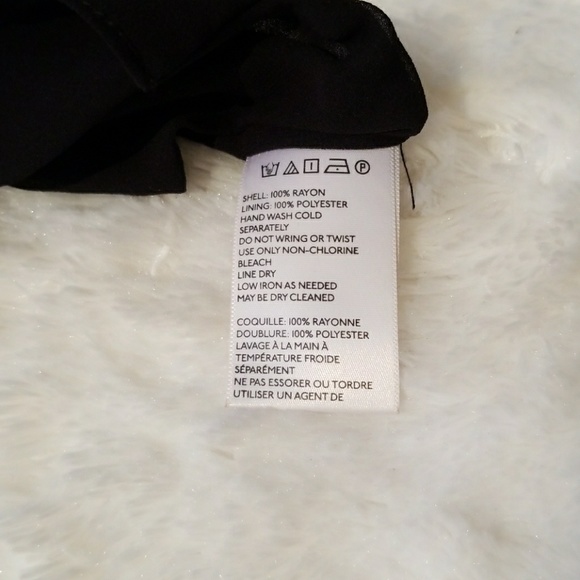 SHELL: 100% RAYON
LINING: 100% POLYESTER
HAND WASH COLD
SEPARATELY
DO NOT WRING OR TWIST
USE ONLY NON-CHLORINE
BLEACH
LINE DRY
LOW IRON AS NEEDED
MAY BE DRY CLEANED
COQUILLE: 100% RAYONNE
DOUBLURE: 100% POLYESTER
LAVAGE À LA MAIN À
TEMPÉRATURE FROIDE
SÉPARÉMENT
NE PAS ESSORER OU TORDRE
UTILISER UN AGENT DE